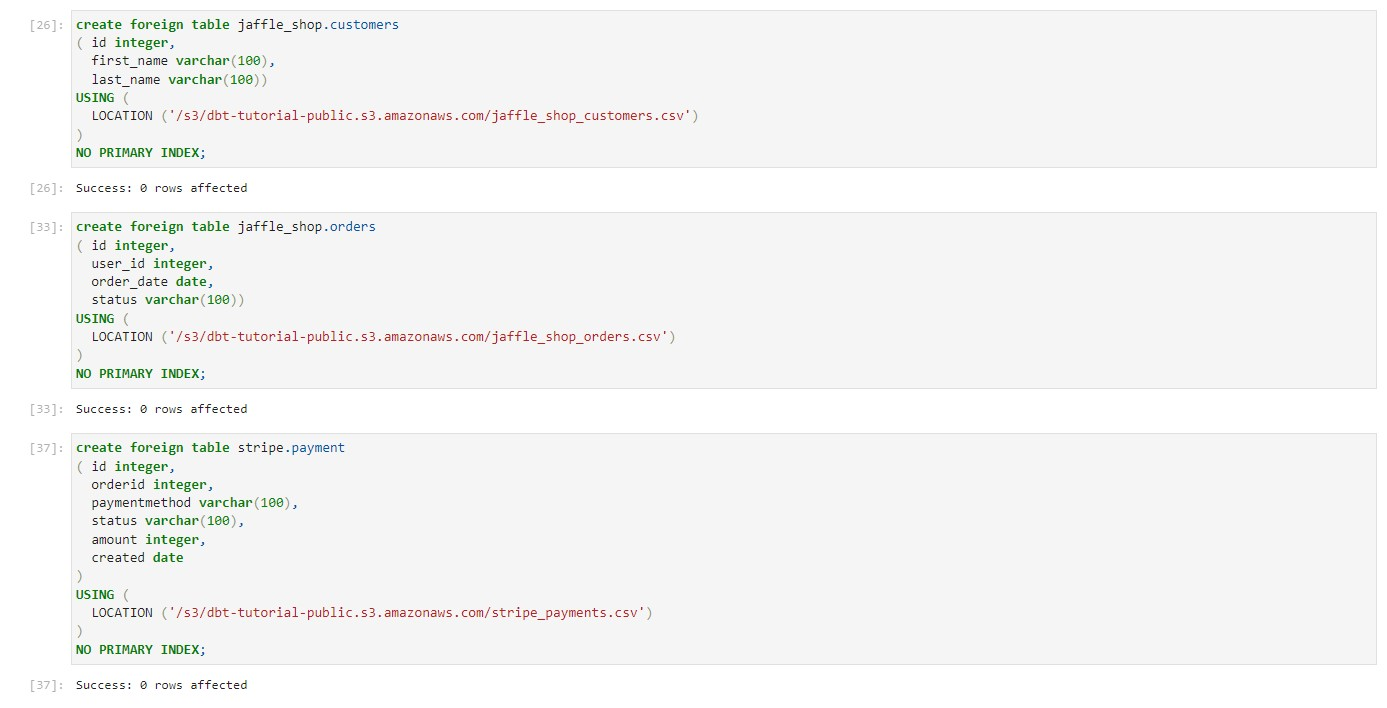 [26]: create foreign table jaffle_shop.customers
( id integer,
first_name varchar(100),
last_name varchar(100))
USING (
LOCATION ('/s3/dbt-tutorial-public.s3.amazonaws.com/jaffle_shop_customers.csv')
)
NO PRIMARY INDEX;
[26]: Success: 0 rows affected
[33]: create foreign table jaffle_shop.orders
( id integer,
user_id integer,
order_date date,
status varchar(100))
USING (
LOCATION ('/s3/dbt-tutorial-public.s3.amazonaws.com/jaffle_shop_orders.csv')
)
NO PRIMARY INDEX;
[33]: Success: 0 rows affected
[37]: create foreign table stripe.payment
( id integer,
orderid integer,
paymentmethod varchar(100),
status varchar(100),
amount integer,
created date
)
USING (
LOCATION ('/s3/dbt-tutorial-public.s3.amazonaws.com/stripe_payments.csv')
)
NO PRIMARY INDEX;
[37]: Success: 0 rows affected